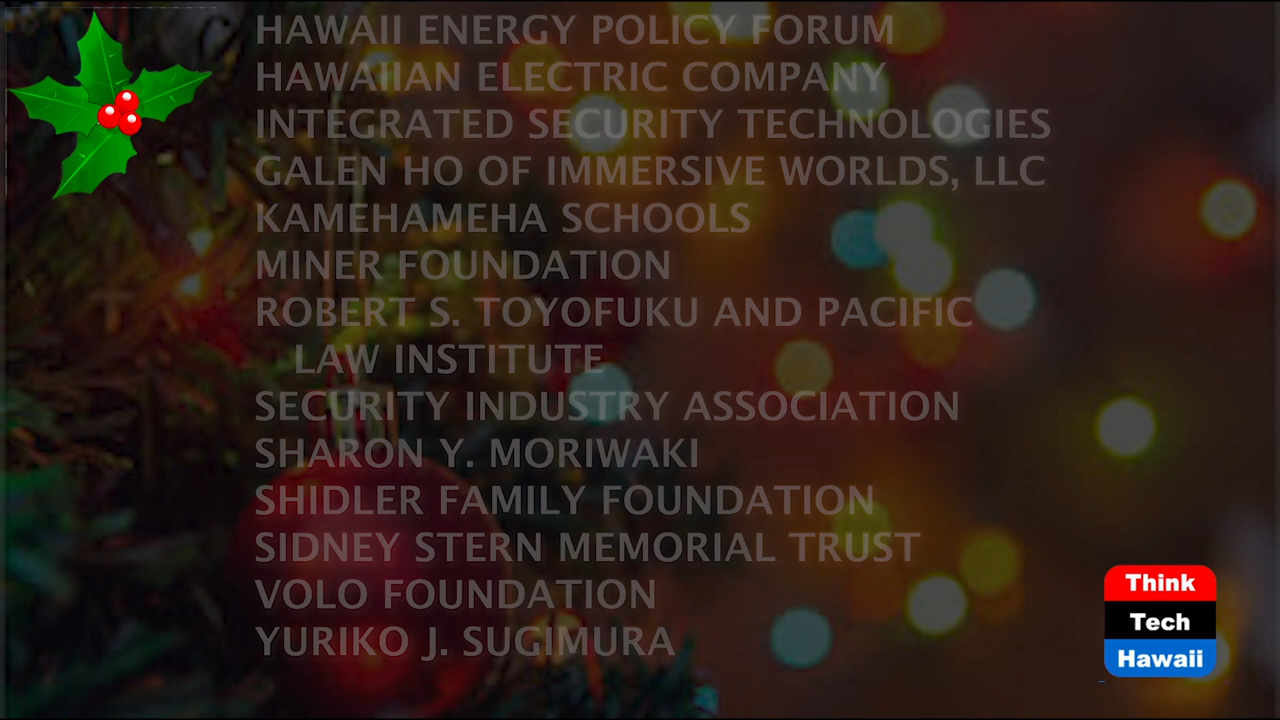 HAWAII ENERGY POLICY FORUM
HAWAIIAN ELECTRIC COMPANY
INTEGRATED SECURITY TECHNOLOGIES
GALEN HO OF IMMERSIVE WORLDS, LLC
KAMEHAMEHA SCHOOLS
MINER FOUNDATION
ROBERT S. TOYOFUKU AND PACIFIC
LAW INSTITUTE
SECURITY INDUSTRY ASSOCIATION
SHARON Y. MORIWAKI
SHIDLER FAMILY FOUNDATION
SIDNEY STERN MEMORIAL TRUST
VOLO FOUNDATION
YURIKO J. SUGIMURA
Think
Tech
Hawaii